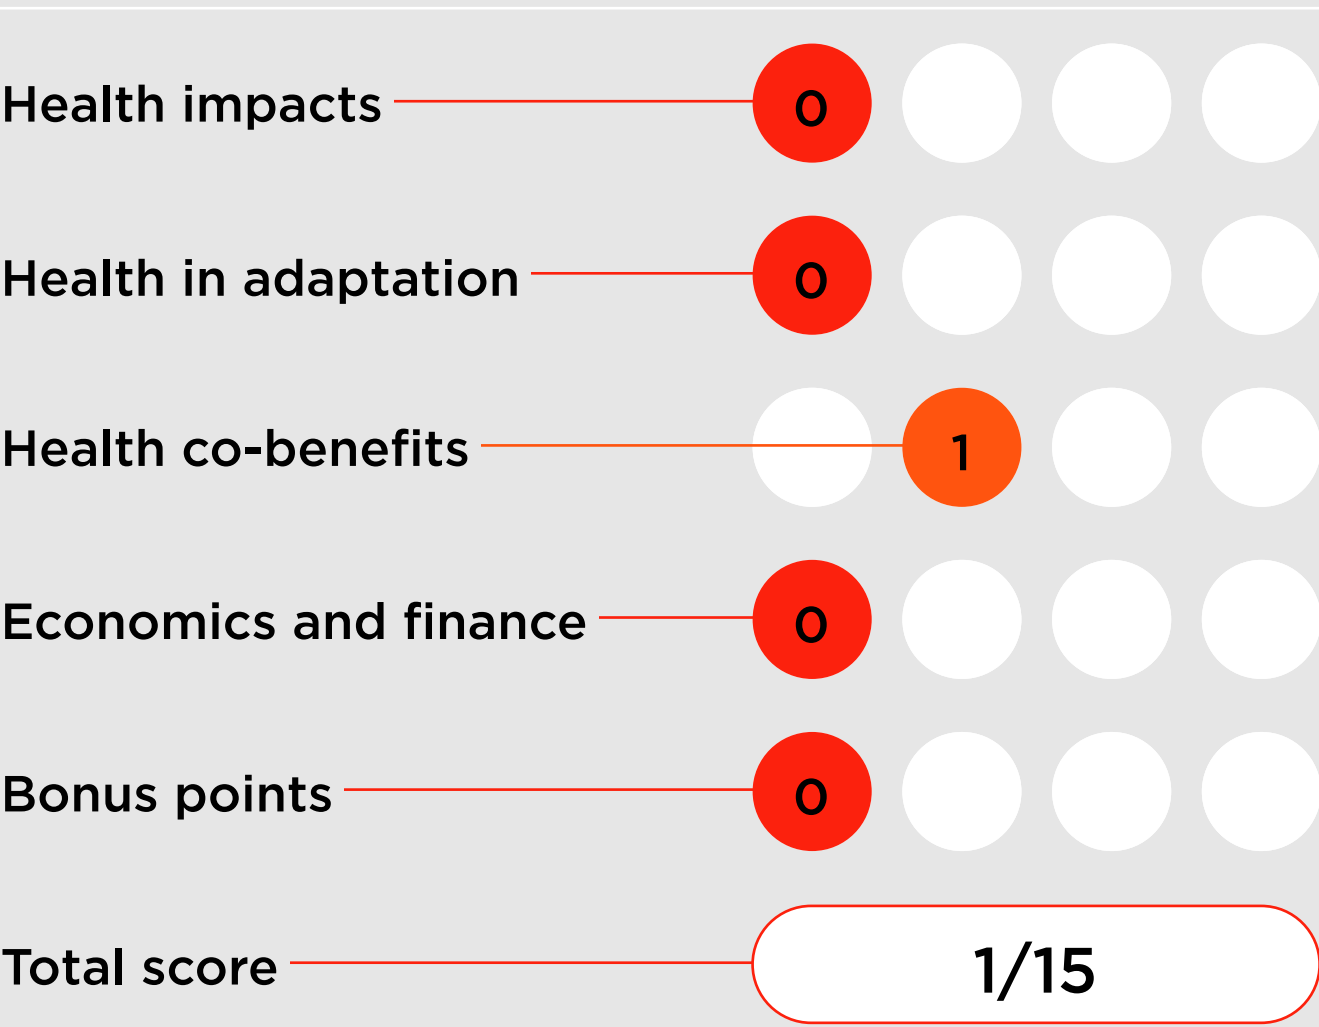 Health impacts 0
Health in adaptation 0
Health co-benefits 1
Economics and finance 0
Bonus points 0
Total score 1/15